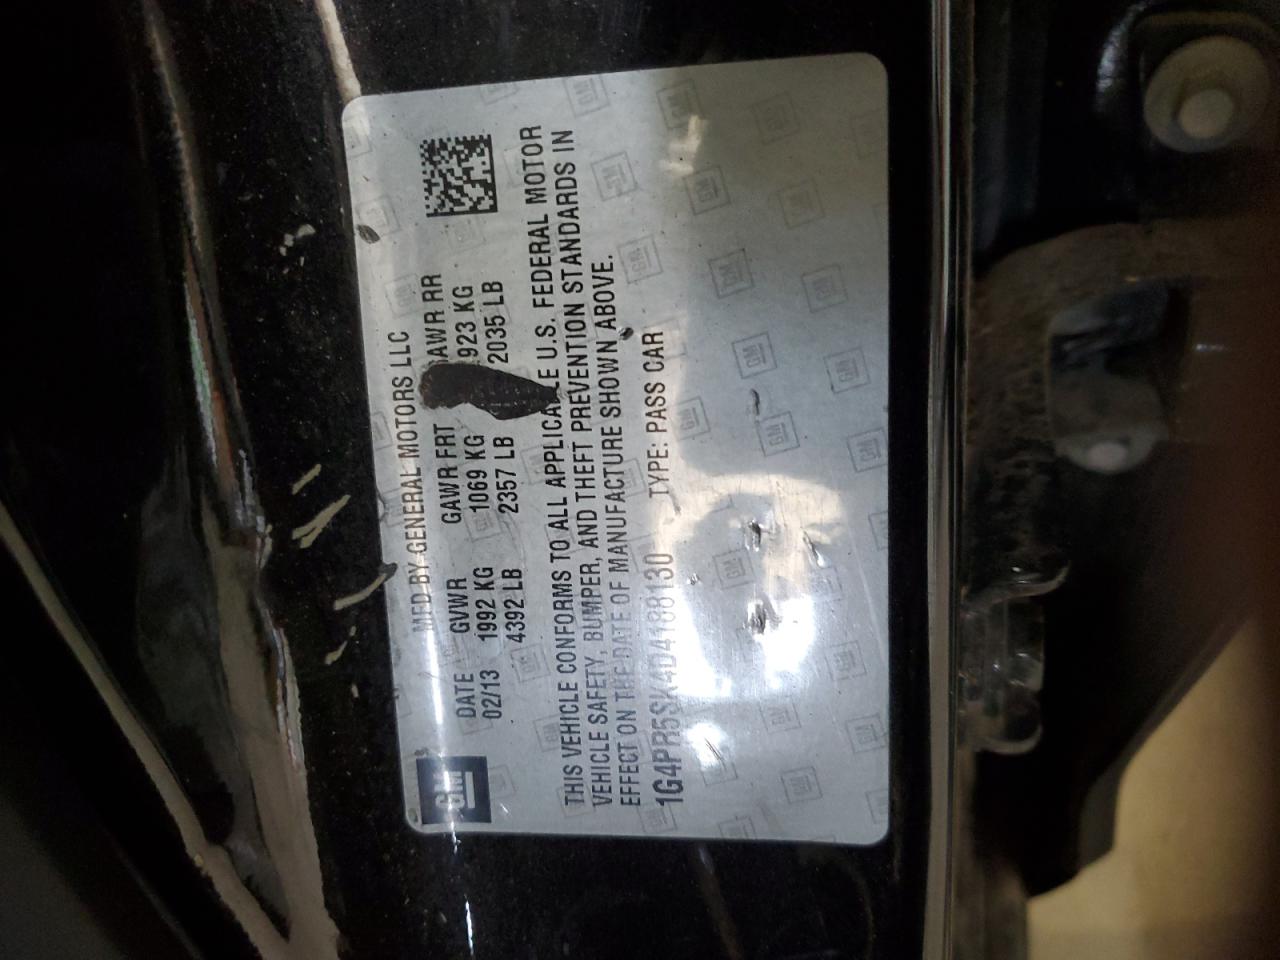 GM
MFD BY GENERAL MOTORS LLC
DATE GVWR GAWR FRT GAWR RR
02/13 1992 KG 1069 KG 923 KG
4392 LB 2357 LB 2035 LB
THIS VEHICLE CONFORMS TO ALL APPLICABLE U.S. FEDERAL MOTOR
VEHICLE SAFETY, BUMPER, AND THEFT PREVENTION STANDARDS IN
EFFECT ON THE DATE OF MANUFACTURE SHOWN ABOVE.
1G4PR5SK4D4188130 TYPE: PASS CAR